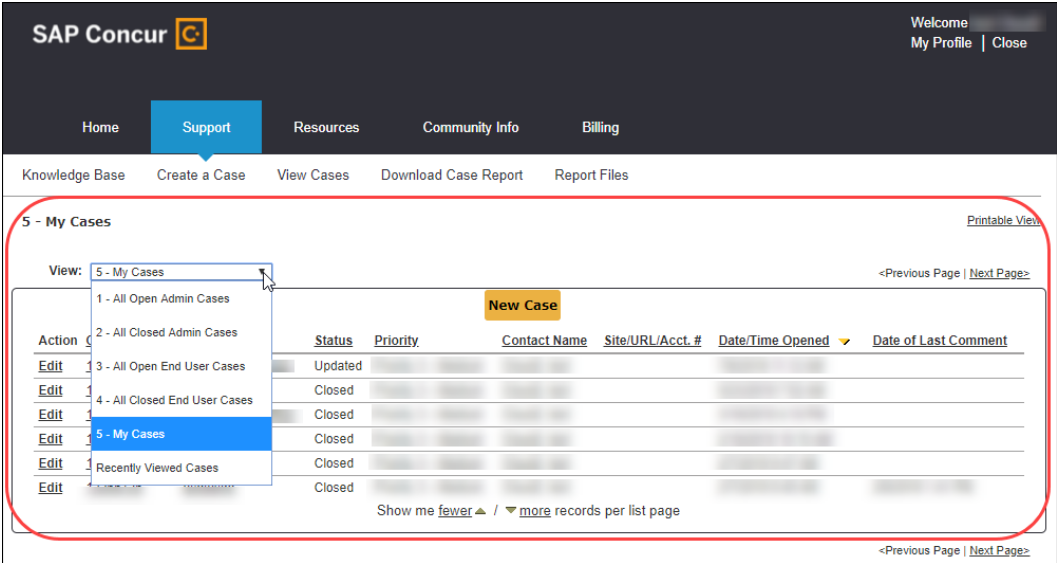 SAP Concur C.
Welcome
My Profile | Close
Home Support Resources Community Info Billing
Knowledge Base Create a Case View Cases Download Case Report Report Files
5 - My Cases Printable View
View: 5 - My Cases <Previous Page | Next Page>
1 - All Open Admin Cases
2 - All Closed Admin Cases
3 - All Open End User Cases
4 - All Closed End User Cases
5 - My Cases
Recently Viewed Cases
New Case
Action Status Priority Contact Name Site/URL/Acct. # Date/Time Opened Date of Last Comment
Edit Updated
Edit Closed
Edit Closed
Edit Closed
Edit Closed
Edit Closed
Show me fewer / more records per list page
<Previous Page | Next Page>